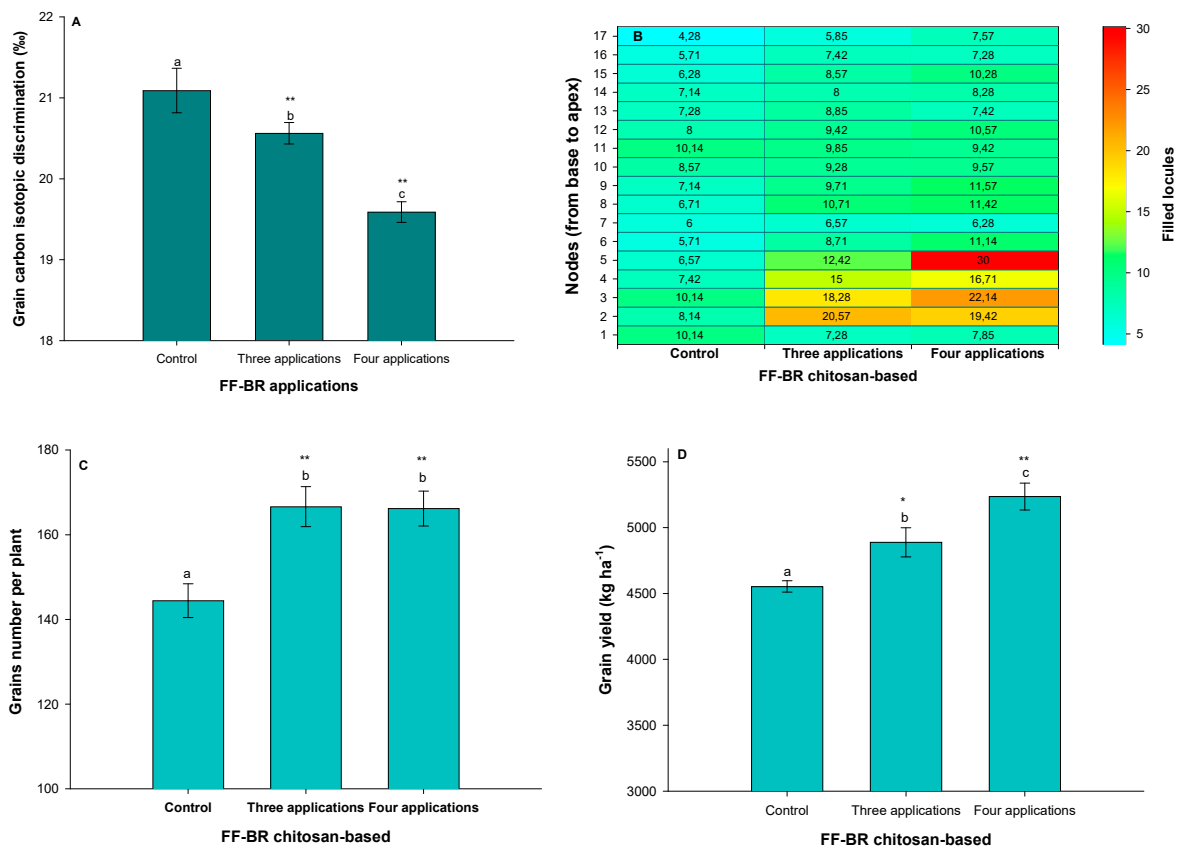 A
Grain carbon isotopic discrimination (‰)
22
21
20
19
18
a
**
b
**
c
Control
Three applications
Four applications
FF-BR applications
B
Nodes (from base to apex)
17 4,28 5,85 7,57
16 5,71 7,42 7,28
15 6,28 8,57 10,28
14 7,14 8 8,28
13 7,28 8,85 7,42
12 8 9,42 10,57
11 10,14 9,85 9,42
10 8,57 9,28 9,57
9 7,14 9,71 11,57
8 6,71 10,71 11,42
7 6 6,57 6,28
6 5,71 8,71 11,14
5 6,57 12,42 30
4 7,42 15 16,71
3 10,14 18,28 22,14
2 8,14 20,57 19,42
1 10,14 7,28 7,85
Control
Three applications
Four applications
FF-BR chitosan-based
30
25
20
15
10
5
Filled locules
C
Grains number per plant
180
160
140
120
100
a
**
b
**
b
Control
Three applications
Four applications
FF-BR chitosan-based
D
Grain yield (kg ha⁻¹)
5500
5000
4500
4000
3500
3000
a
*
b
**
c
Control
Three applications
Four applications
FF-BR chitosan-based